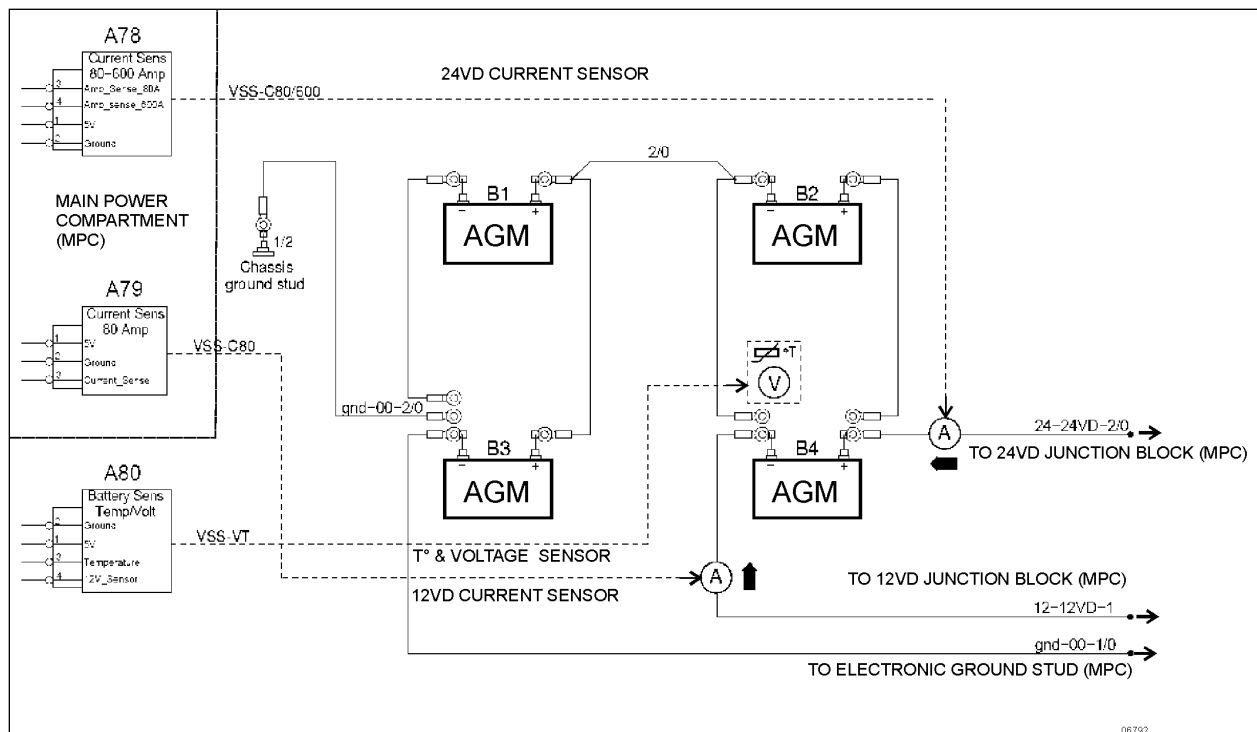 A78
Current Sens
80-600 Amp
3
Amp_Sense_80A
4
Amp_sense_600A
1
5V
2
Ground
24VD CURRENT SENSOR
VSS-C80/600
MAIN POWER
COMPARTMENT
(MPC)
1/2
Chassis
ground stud
2/0
B1
- +
AGM
B2
- +
AGM
A79
Current Sens
80 Amp
1
5V
2
Ground
3
Current_Sense
VSS-C80
gnd-00-2/0
°T
V
A
24-24VD-2/0
TO 24VD JUNCTION BLOCK (MPC)
B3
- +
AGM
B4
- +
AGM
A80
Battery Sens
Temp/Volt
2
Ground
1
5V
3
Temperature
4
12V_Sensor
VSS-VT
T° & VOLTAGE SENSOR
12VD CURRENT SENSOR
A
TO 12VD JUNCTION BLOCK (MPC)
12-12VD-1
gnd-00-1/0
TO ELECTRONIC GROUND STUD (MPC)
06792